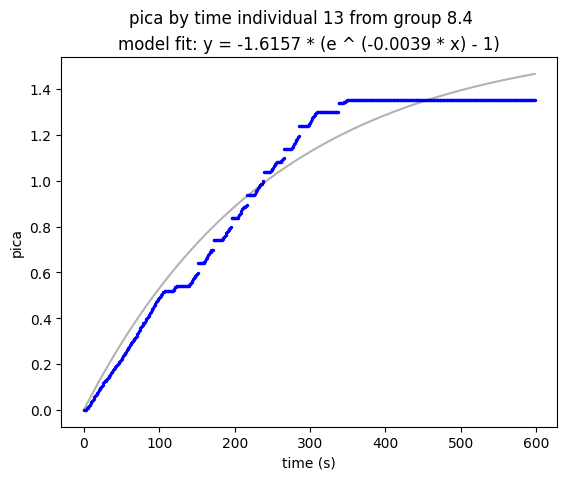 pica by time individual 13 from group 8.4
model fit: y = -1.6157 * (e ^ (-0.0039 * x) - 1)
1.4
1.2
1.0
0.8
0.6
0.4
0.2
0.0
pica
0 100 200 300 400 500 600
time (s)